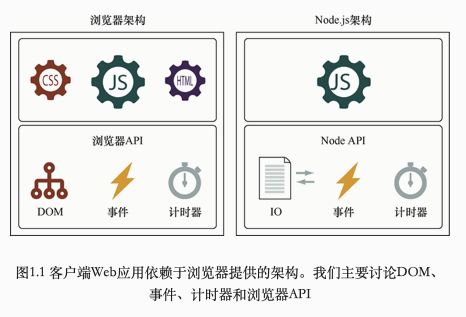 浏览器架构
Node.js架构
CSS
JS
HTML
JS
浏览器API
Node API
DOM
事件
计时器
IO
事件
计时器
图1.1 客户端Web应用依赖于浏览器提供的架构。我们主要讨论DOM、
事件、计时器和浏览器API